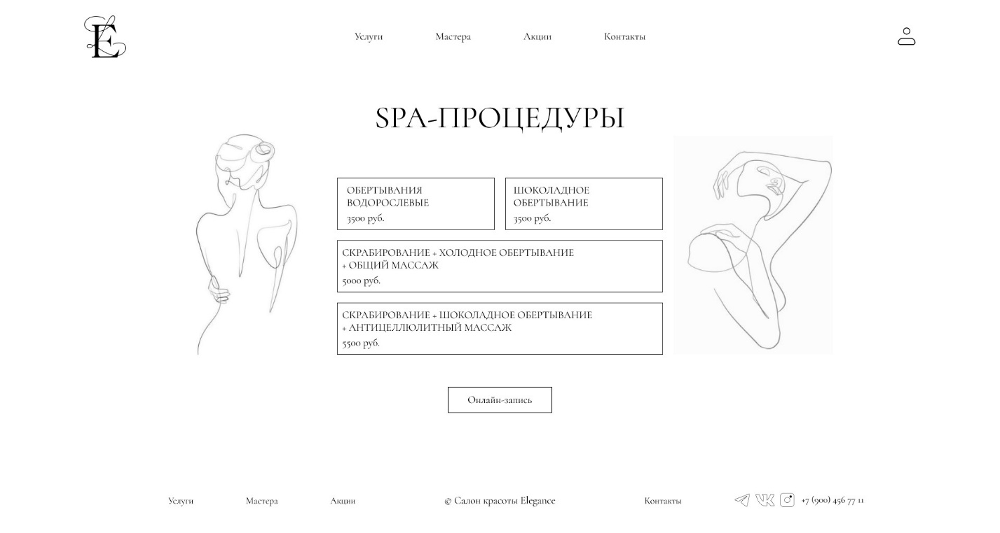 E
Услуги Мастера Акции Контакты
SPA-ПРОЦЕДУРЫ
ОБЕРТЫВАНИЯ
ВОДОРОСЛЕВЫЕ
3500 руб.
ШОКОЛАДНОЕ
ОБЕРТЫВАНИЕ
3500 руб.
СКРАБИРОВАНИЕ + ХОЛОДНОЕ ОБЕРТЫВАНИЕ
+ ОБЩИЙ МАССАЖ
5000 руб.
СКРАБИРОВАНИЕ + ШОКОЛАДНОЕ ОБЕРТЫВАНИЕ
+ АНТИЦЕЛЛЮЛИТНЫЙ МАССАЖ
5500 руб.
Онлайн-запись
Услуги Мастера Акции © Салон красоты Elegance Контакты +7 (900) 456 77 11